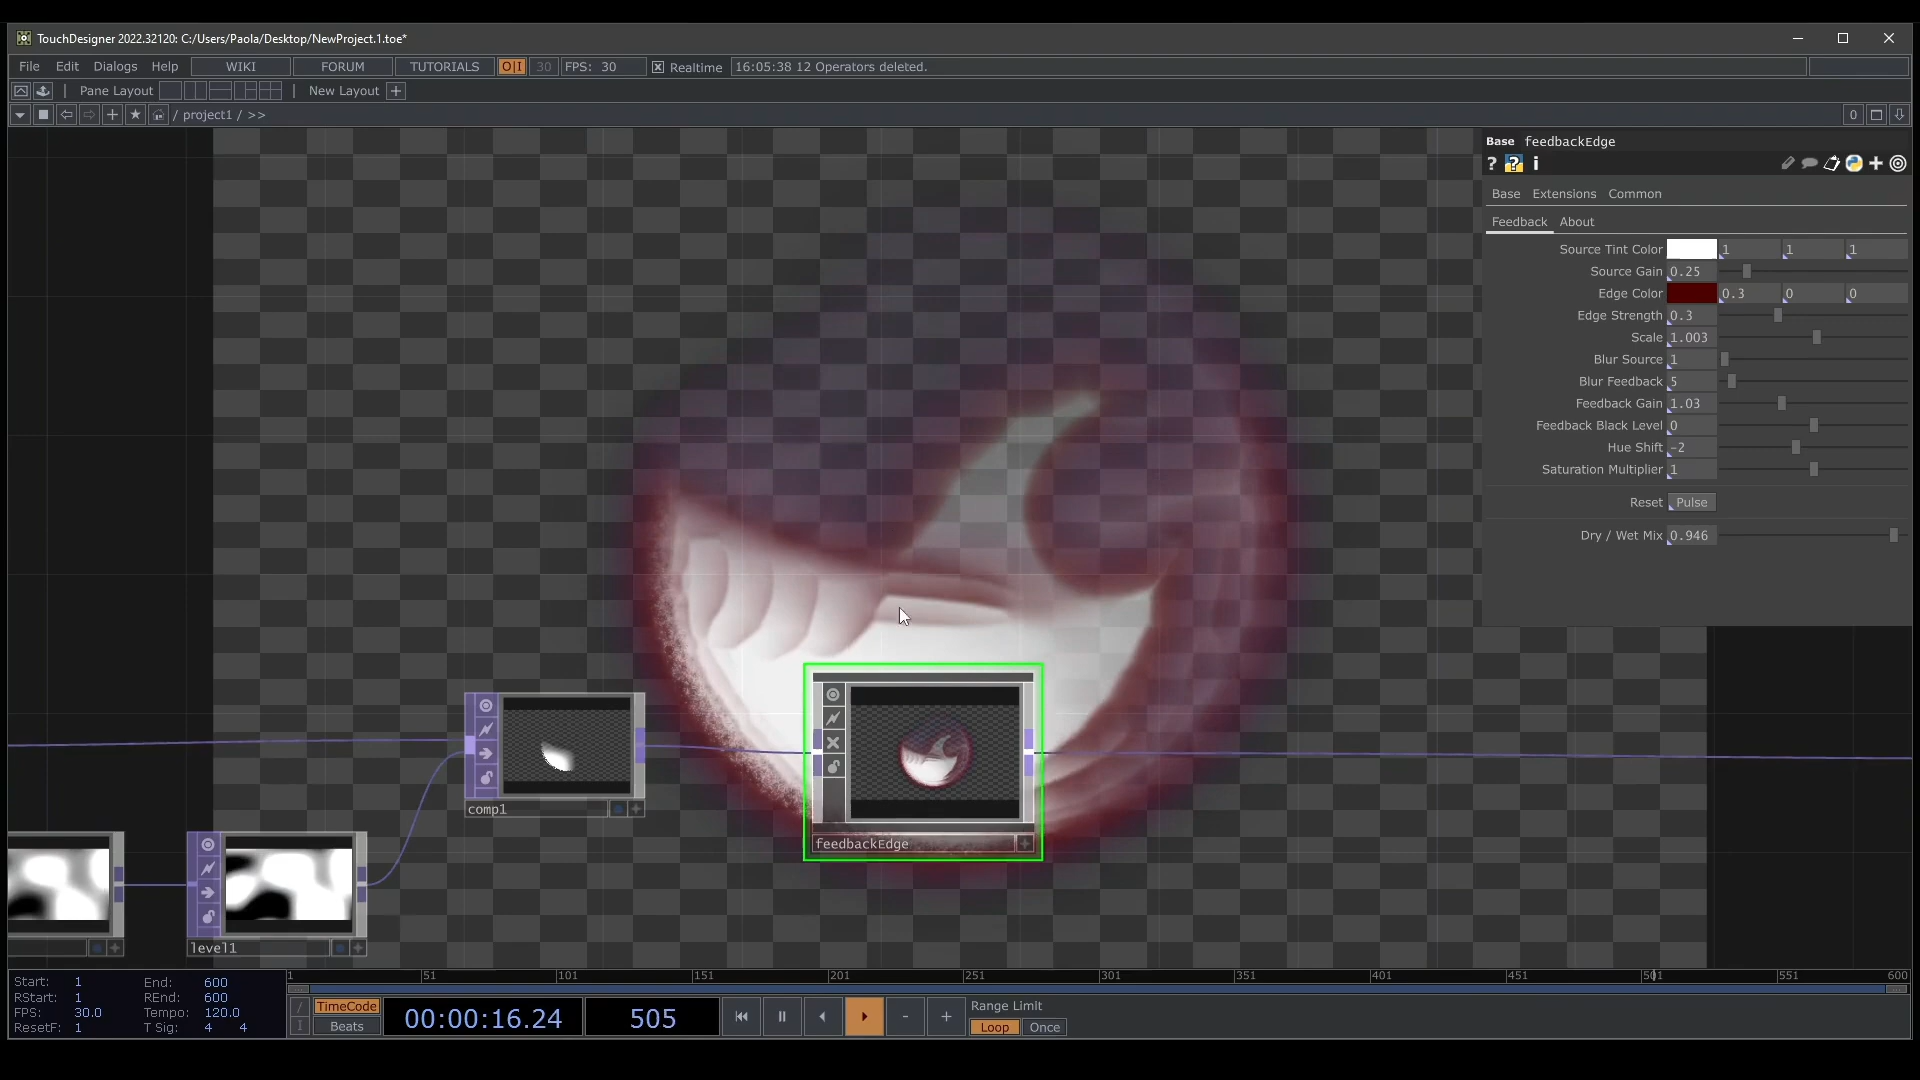 TouchDesigner 2022.32120: C:/Users/Paola/Desktop/NewProject.1.toe*
File Edit Dialogs Help WIKI FORUM TUTORIALS O|I 30 FPS: 30 Realtime 16:05:38 12 Operators deleted.
Pane Layout New Layout +
/ project1 / >> 0
Base feedbackEdge
? ? i
Base Extensions Common
Feedback About
Source Tint Color 1 1 1
Source Gain 0.25
Edge Color 0.3 0 0
Edge Strength 0.3
Scale 1.003
Blur Source 1
Blur Feedback 5
Feedback Gain 1.03
Feedback Black Level 0
Hue Shift -2
Saturation Multiplier 1
Reset Pulse
Dry / Wet Mix 0.946
comp1
feedbackEdge
level1
1 51 101 151 201 251 301 351 401 451 501 551 600
Start: 1 End: 600
RStart: 1 REnd: 600
FPS: 30.0 Tempo: 120.0
ResetF: 1 T Sig: 4 4
TimeCode
Beats
00:00:16.24 505
- +
Range Limit
Loop Once